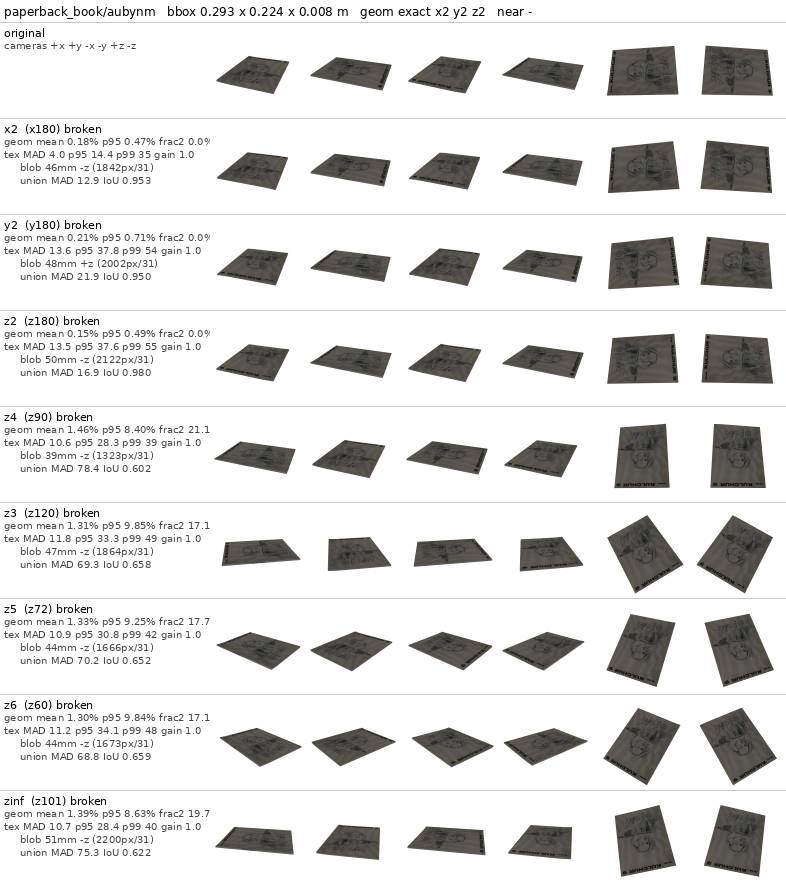 paperback_book/aubynm   bbox 0.293 x 0.224 x 0.008 m   geom exact x2 y2 z2   near -
original
cameras +x +y -x -y +z -z
x2  (x180) broken
geom mean 0.18% p95 0.47% frac2 0.0%
tex MAD 4.0 p95 14.4 p99 35 gain 1.0
blob 46mm -z (1842px/31)
union MAD 12.9 IoU 0.953
y2  (y180) broken
geom mean 0.21% p95 0.71% frac2 0.0%
tex MAD 13.6 p95 37.8 p99 54 gain 1.0
blob 48mm +z (2002px/31)
union MAD 21.9 IoU 0.950
z2  (z180) broken
geom mean 0.15% p95 0.49% frac2 0.0%
tex MAD 13.5 p95 37.6 p99 55 gain 1.0
blob 50mm -z (2122px/31)
union MAD 16.9 IoU 0.980
z4  (z90) broken
geom mean 1.46% p95 8.40% frac2 21.1
tex MAD 10.6 p95 28.3 p99 39 gain 1.0
blob 39mm -z (1323px/31)
union MAD 78.4 IoU 0.602
KULCHUR
z3  (z120) broken
geom mean 1.31% p95 9.85% frac2 17.1
tex MAD 11.8 p95 33.3 p99 49 gain 1.0
blob 47mm -z (1864px/31)
union MAD 69.3 IoU 0.658
KULCHUR
z5  (z72) broken
geom mean 1.33% p95 9.25% frac2 17.7
tex MAD 10.9 p95 30.8 p99 42 gain 1.0
blob 44mm -z (1666px/31)
union MAD 70.2 IoU 0.652
KULCHUR
z6  (z60) broken
geom mean 1.30% p95 9.84% frac2 17.1
tex MAD 11.2 p95 34.1 p99 48 gain 1.0
blob 44mm -z (1673px/31)
union MAD 68.8 IoU 0.659
KULCHUR
zinf  (z101) broken
geom mean 1.39% p95 8.63% frac2 19.7
tex MAD 10.7 p95 28.4 p99 40 gain 1.0
blob 51mm -z (2200px/31)
union MAD 75.3 IoU 0.622
KULCHUR